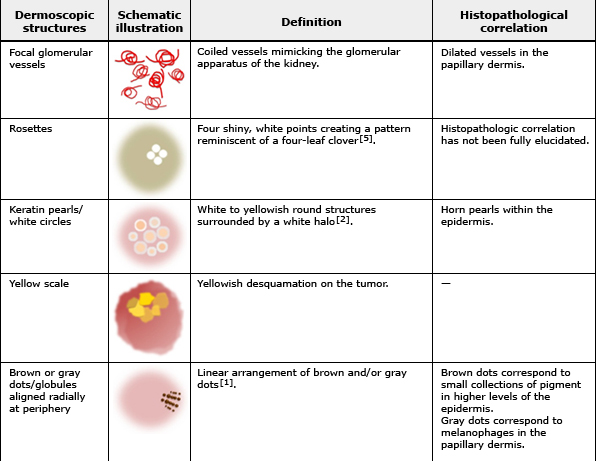 Dermoscopic structures
Schematic illustration
Definition
Histopathological correlation
Focal glomerular
vessels
Coiled vessels mimicking the glomerular
apparatus of the kidney.
Dilated vessels in the
papillary dermis.
Rosettes
Four shiny, white points creating a pattern
reminiscent of a four-leaf clover[5].
Histopathologic correlation
has not been fully elucidated.
Keratin pearls/
white circles
White to yellowish round structures
surrounded by a white halo[2].
Horn pearls within the
epidermis.
Yellow scale
Yellowish desquamation on the tumor.
—
Brown or gray
dots/globules
aligned radially
at periphery
Linear arrangement of brown and/or gray
dots[1].
Brown dots correspond to
small collections of pigment
in higher levels of the
epidermis.
Gray dots correspond to
melanophages in the
papillary dermis.